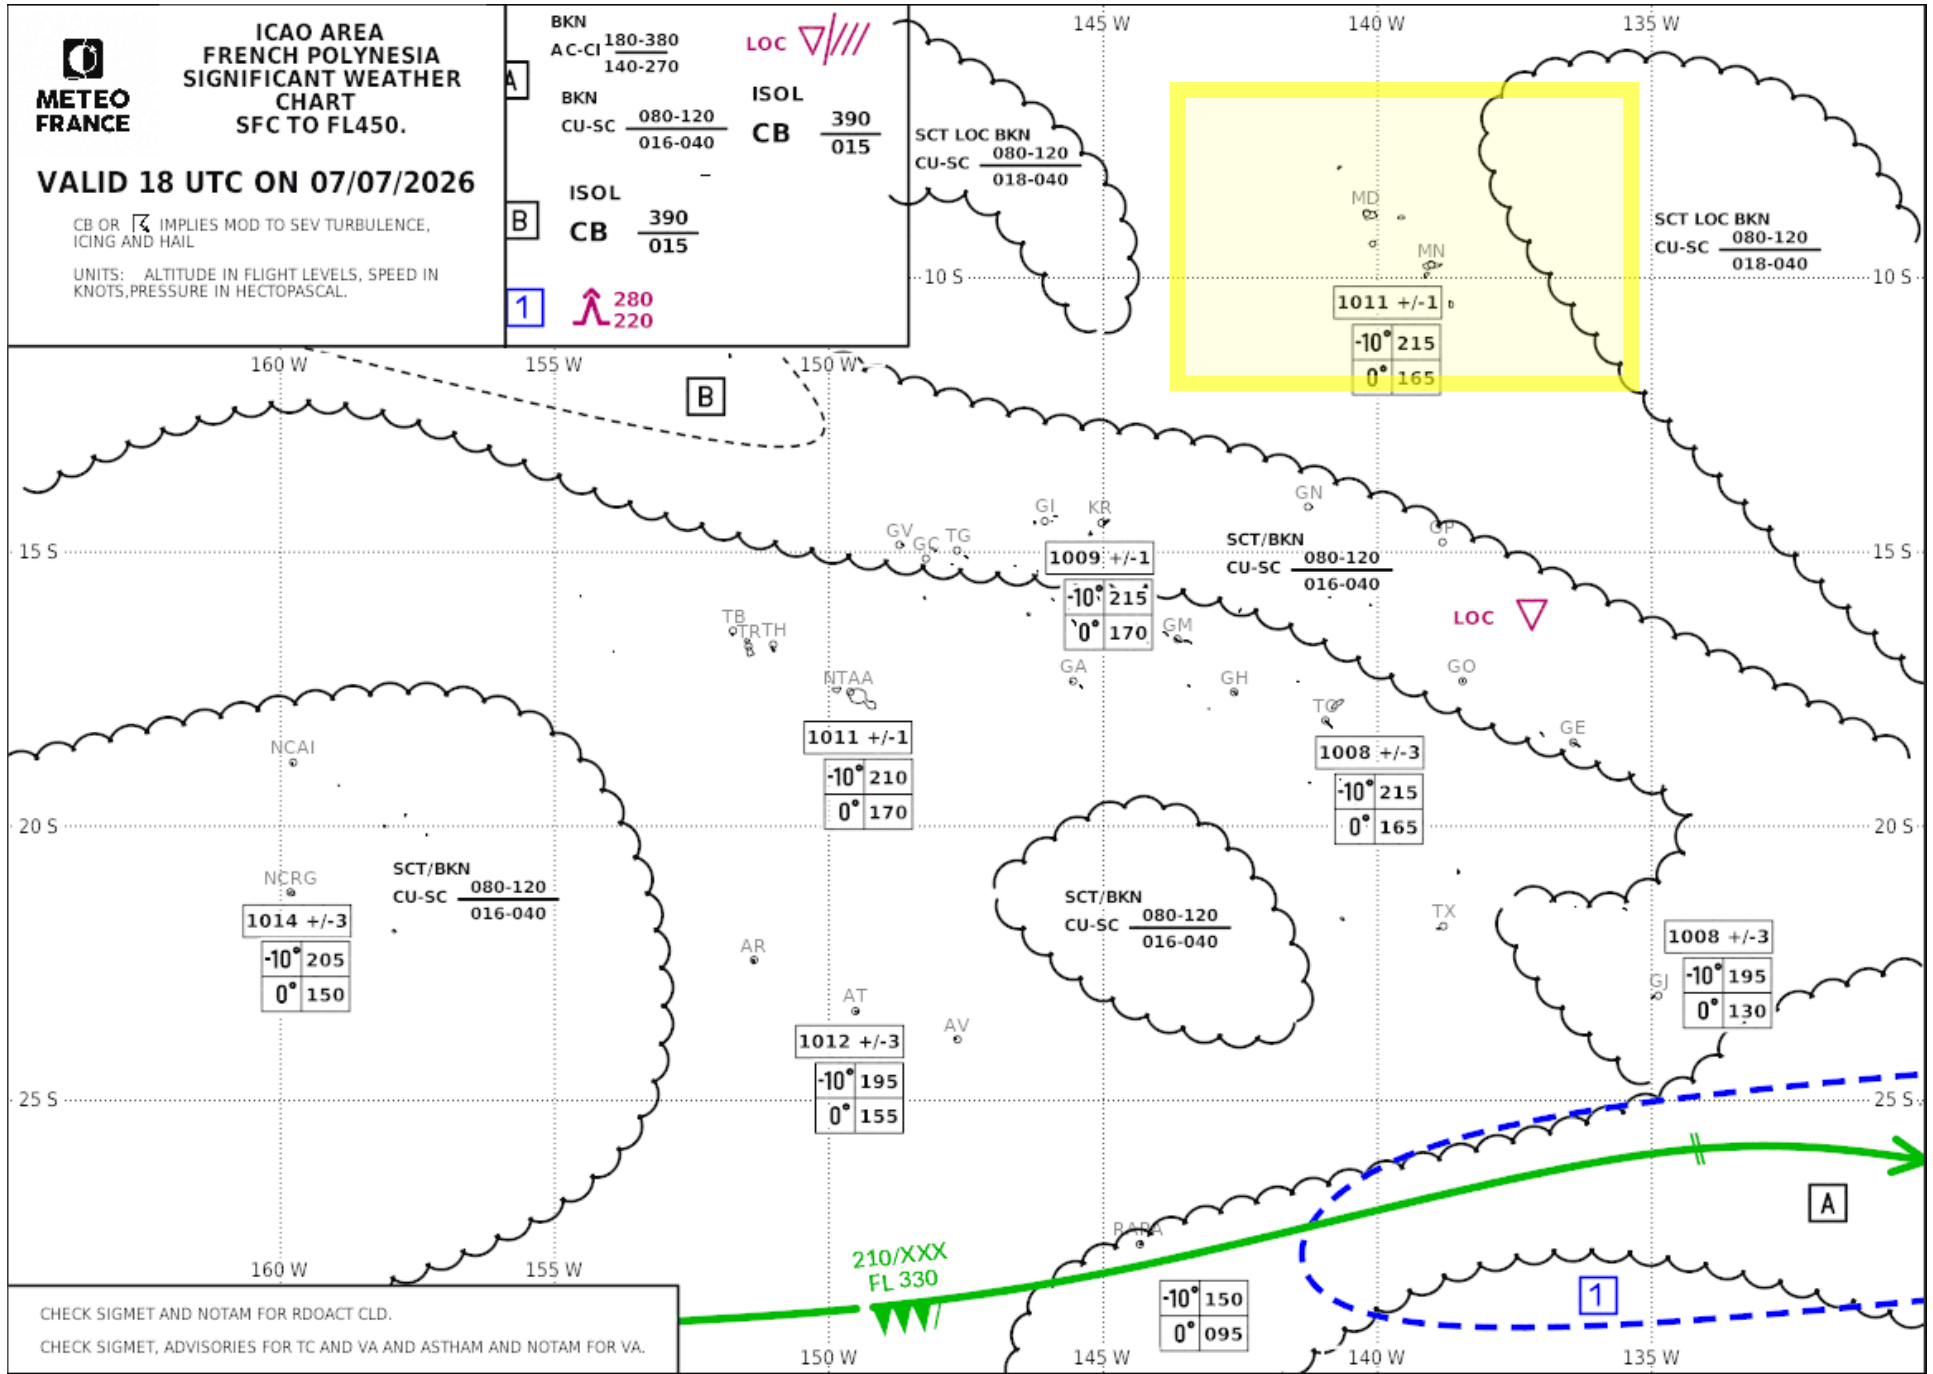 METEO
FRANCE
ICAO AREA
FRENCH POLYNESIA
SIGNIFICANT WEATHER
CHART
SFC TO FL450.
VALID 18 UTC ON 07/07/2026
CB OR IMPLIES MOD TO SEV TURBULENCE,
ICING AND HAIL
UNITS: ALTITUDE IN FLIGHT LEVELS, SPEED IN
KNOTS,PRESSURE IN HECTOPASCAL.
A
BKN
AC-CI 180-380
140-270
BKN
CU-SC 080-120
016-040
LOC
ISOL
CB 390
015
B
ISOL
CB 390
015
1
280
220
145 W
140 W
135 W
SCT LOC BKN
CU-SC 080-120
018-040
MD
MN
SCT LOC BKN
CU-SC 080-120
018-040
10 S
10 S
1011 +/-1
-10° 215
0° 165
160 W
155 W
150 W
B
GN
GI
KR
GP
GV
GC
TG
15 S
15 S
1009 +/-1
-10° 215
0° 170
SCT/BKN
CU-SC 080-120
016-040
LOC
TB
TR
TH
GM
NTAA
GA
GH
GO
TO
GE
1011 +/-1
-10° 210
0° 170
NCAI
1008 +/-3
-10° 215
0° 165
20 S
20 S
NCRG
SCT/BKN
CU-SC 080-120
016-040
1014 +/-3
-10° 205
0° 150
SCT/BKN
CU-SC 080-120
016-040
TX
1008 +/-3
-10° 195
0° 130
GJ
AR
AT
AV
1012 +/-3
-10° 195
0° 155
25 S
25 S
A
RAPA
210/XXX
FL 330
160 W
155 W
-10° 150
0° 095
1
150 W
145 W
140 W
135 W
CHECK SIGMET AND NOTAM FOR RDOACT CLD.
CHECK SIGMET, ADVISORIES FOR TC AND VA AND ASTHAM AND NOTAM FOR VA.